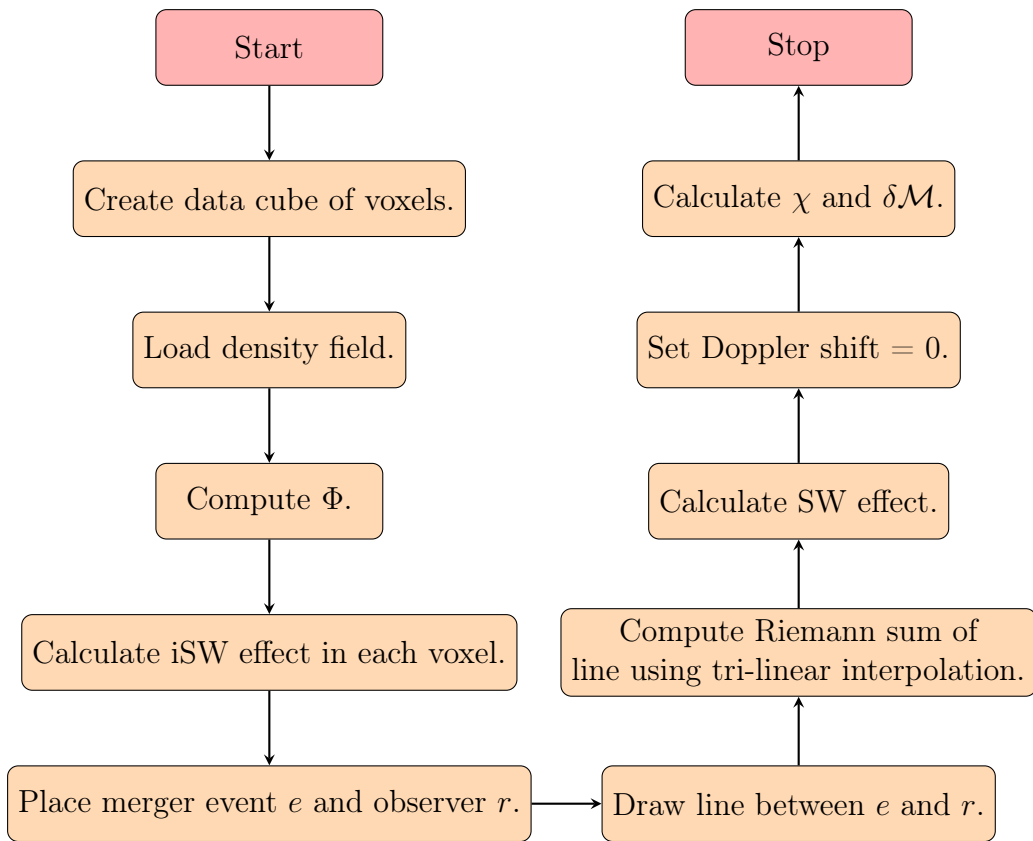 Start
Create data cube of voxels.
Load density field.
Compute Φ.
Calculate iSW effect in each voxel.
Place merger event e and observer r.
Draw line between e and r.
Compute Riemann sum of
line using tri-linear interpolation.
Calculate SW effect.
Set Doppler shift = 0.
Calculate χ and δℳ.
Stop